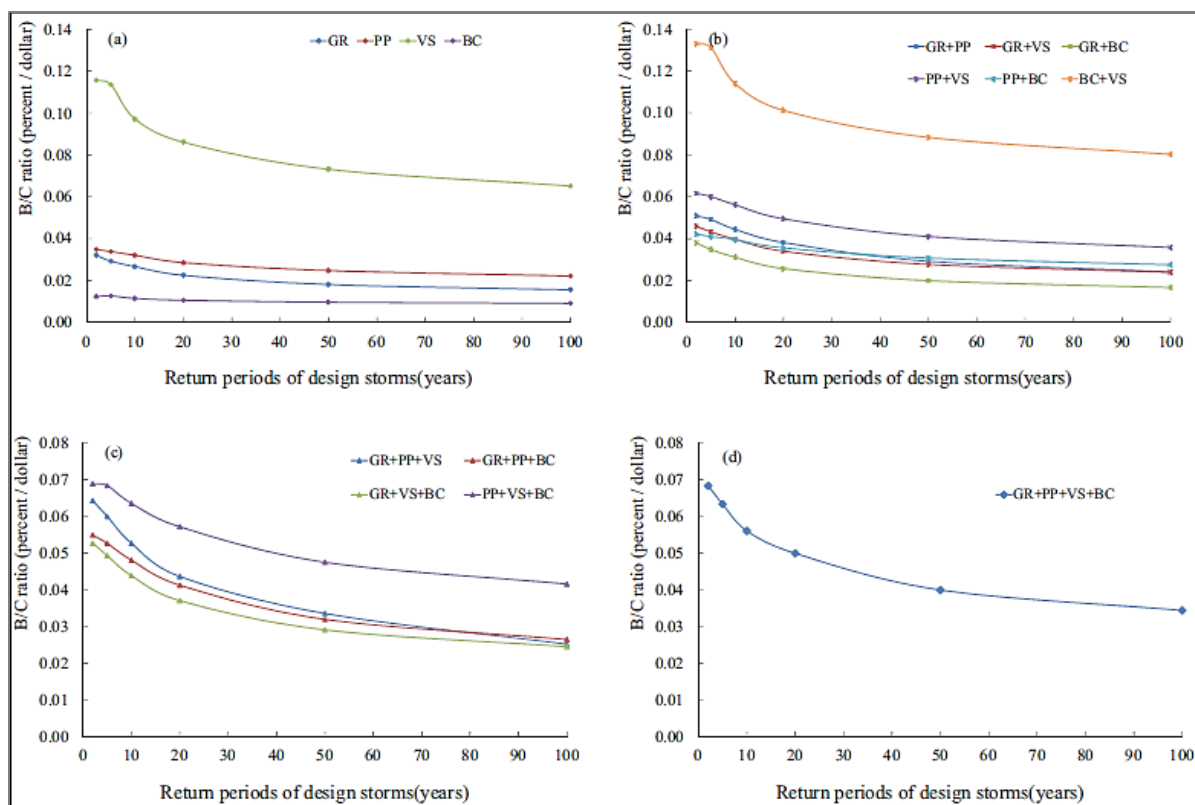 (a)
GR PP VS BC
B/C ratio (percent / dollar)
0.14
0.12
0.10
0.08
0.06
0.04
0.02
0.00
0 10 20 30 40 50 60 70 80 90 100
Return periods of design storms(years)
(b)
GR+PP GR+VS GR+BC
PP+VS PP+BC BC+VS
B/C ratio (percent / dollar)
0.14
0.12
0.10
0.08
0.06
0.04
0.02
0.00
0 10 20 30 40 50 60 70 80 90 100
Return periods of design storms(years)
(c)
GR+PP+VS GR+PP+BC
GR+VS+BC PP+VS+BC
B/C ratio (percent / dollar)
0.08
0.07
0.06
0.05
0.04
0.03
0.02
0.01
0.00
0 10 20 30 40 50 60 70 80 90 100
Return periods of design storms(years)
(d)
GR+PP+VS+BC
B/C ratio (percent / dollar)
0.08
0.07
0.06
0.05
0.04
0.03
0.02
0.01
0.00
0 10 20 30 40 50 60 70 80 90 100
Return periods of design storms(years)